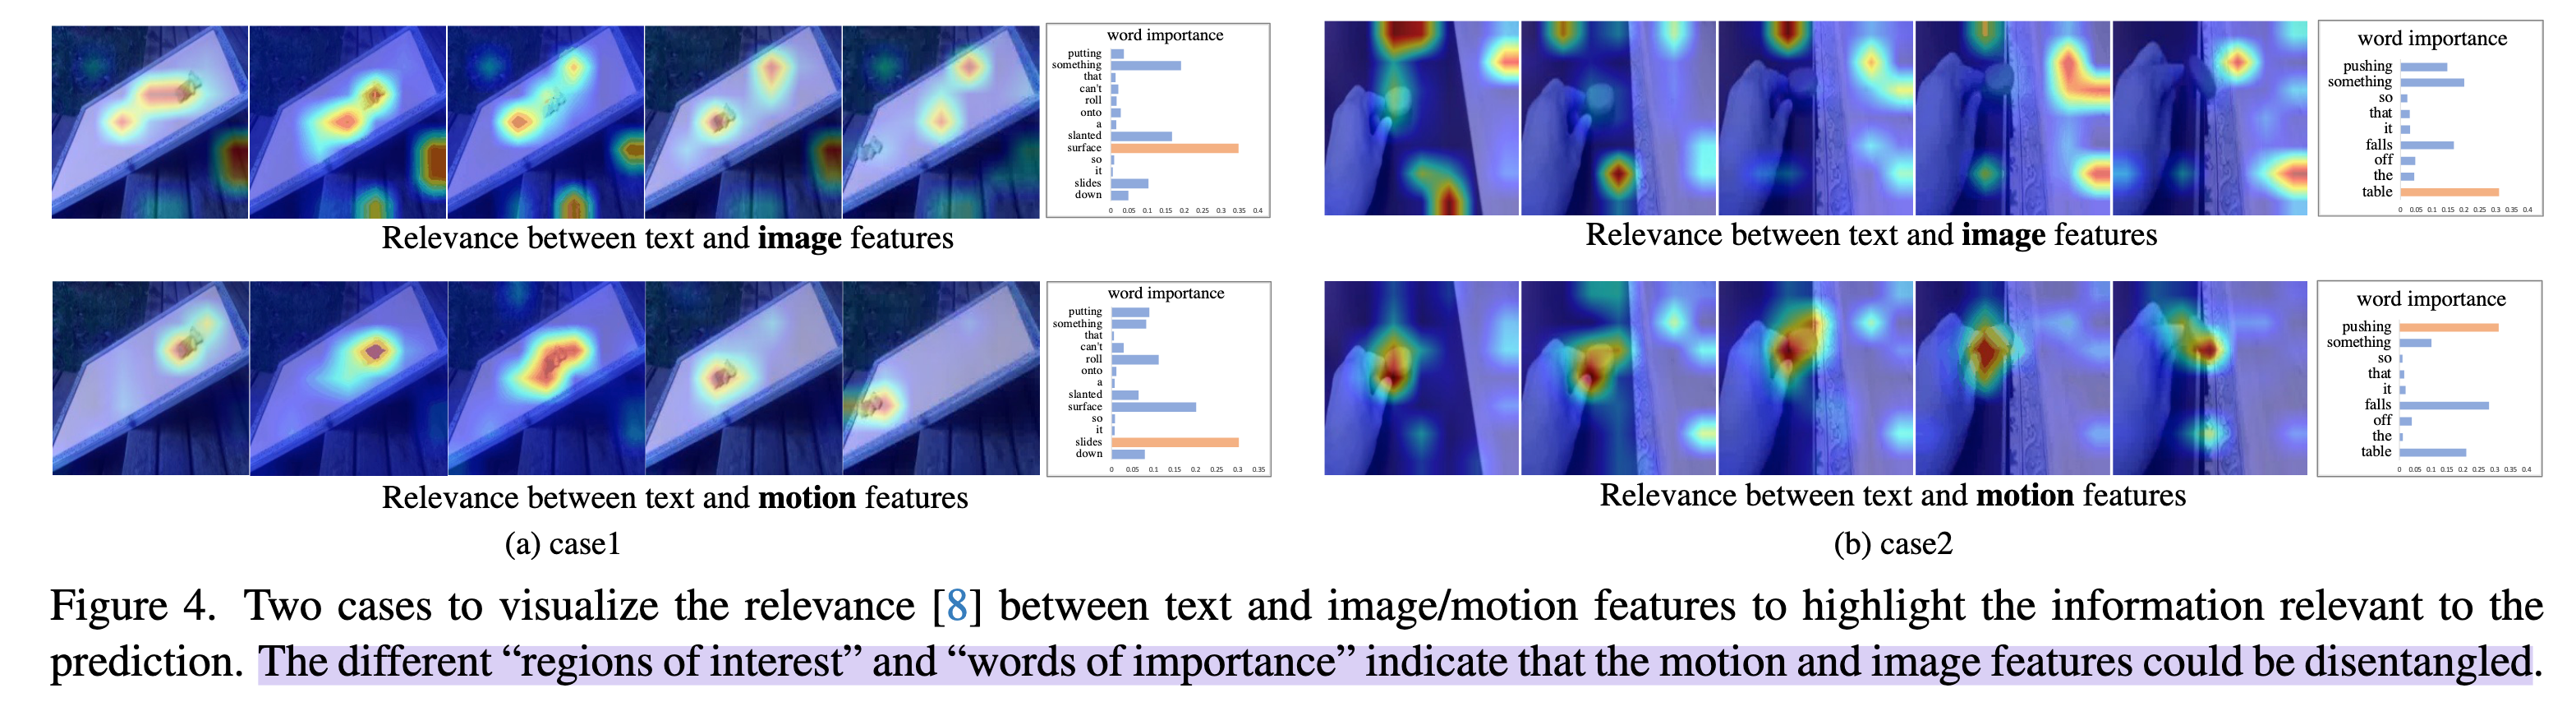 word importance
putting
something
that
can't
roll
onto
a
slanted
surface
so
it
slides
down
0 0.05 0.1 0.15 0.2 0.25 0.3 0.35 0.4
Relevance between text and image features
word importance
pushing
something
so
that
it
falls
off
the
table
0 0.05 0.1 0.15 0.2 0.25 0.3 0.35 0.4
Relevance between text and image features
word importance
putting
something
that
can't
roll
onto
a
slanted
surface
so
it
slides
down
0 0.05 0.1 0.15 0.2 0.25 0.3 0.35
Relevance between text and motion features
(a) case1
word importance
pushing
something
so
that
it
falls
off
the
table
0 0.05 0.1 0.15 0.2 0.25 0.3 0.35 0.4
Relevance between text and motion features
(b) case2
Figure 4. Two cases to visualize the relevance [8] between text and image/motion features to highlight the information relevant to the
prediction. The different “regions of interest” and “words of importance” indicate that the motion and image features could be disentangled.